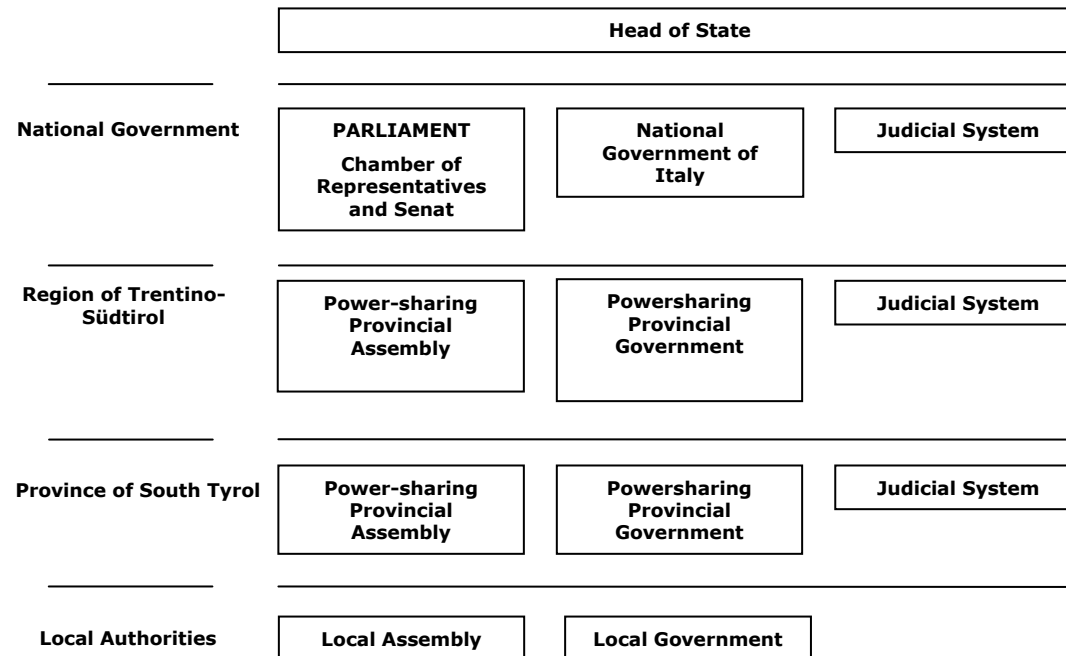 Head of State
National Government
PARLIAMENT
Chamber of
Representatives
and Senat
National
Government of
Italy
Judicial System
Region of Trentino-
Südtirol
Power-sharing
Provincial
Assembly
Powersharing
Provincial
Government
Judicial System
Province of South Tyrol
Power-sharing
Provincial
Assembly
Powersharing
Provincial
Government
Judicial System
Local Authorities
Local Assembly
Local Government